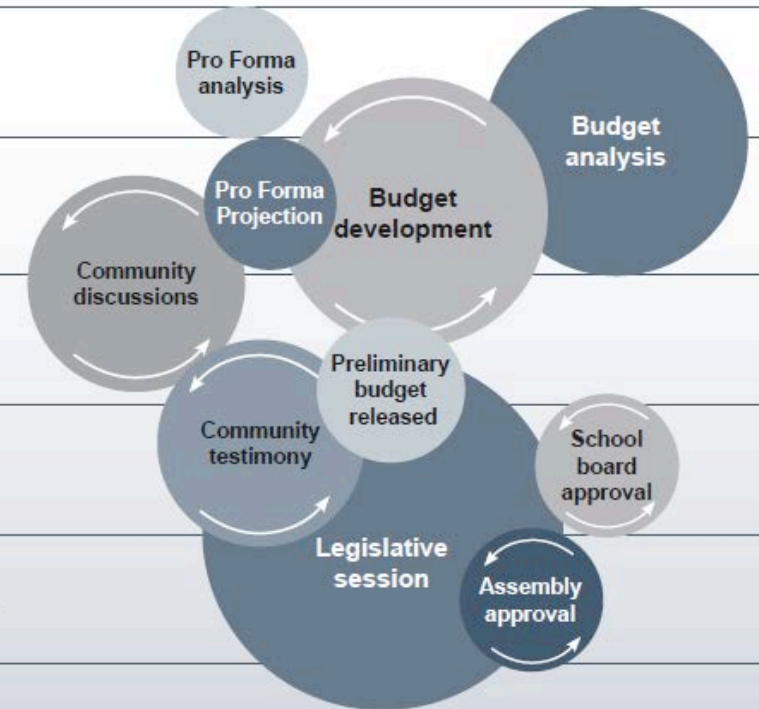 Pro Forma
analysis
Budget
analysis
Pro Forma
Projection
Budget
development
Community
discussions
Preliminary
budget
released
Community
testimony
School
board
approval
Legislative
session
Assembly
approval